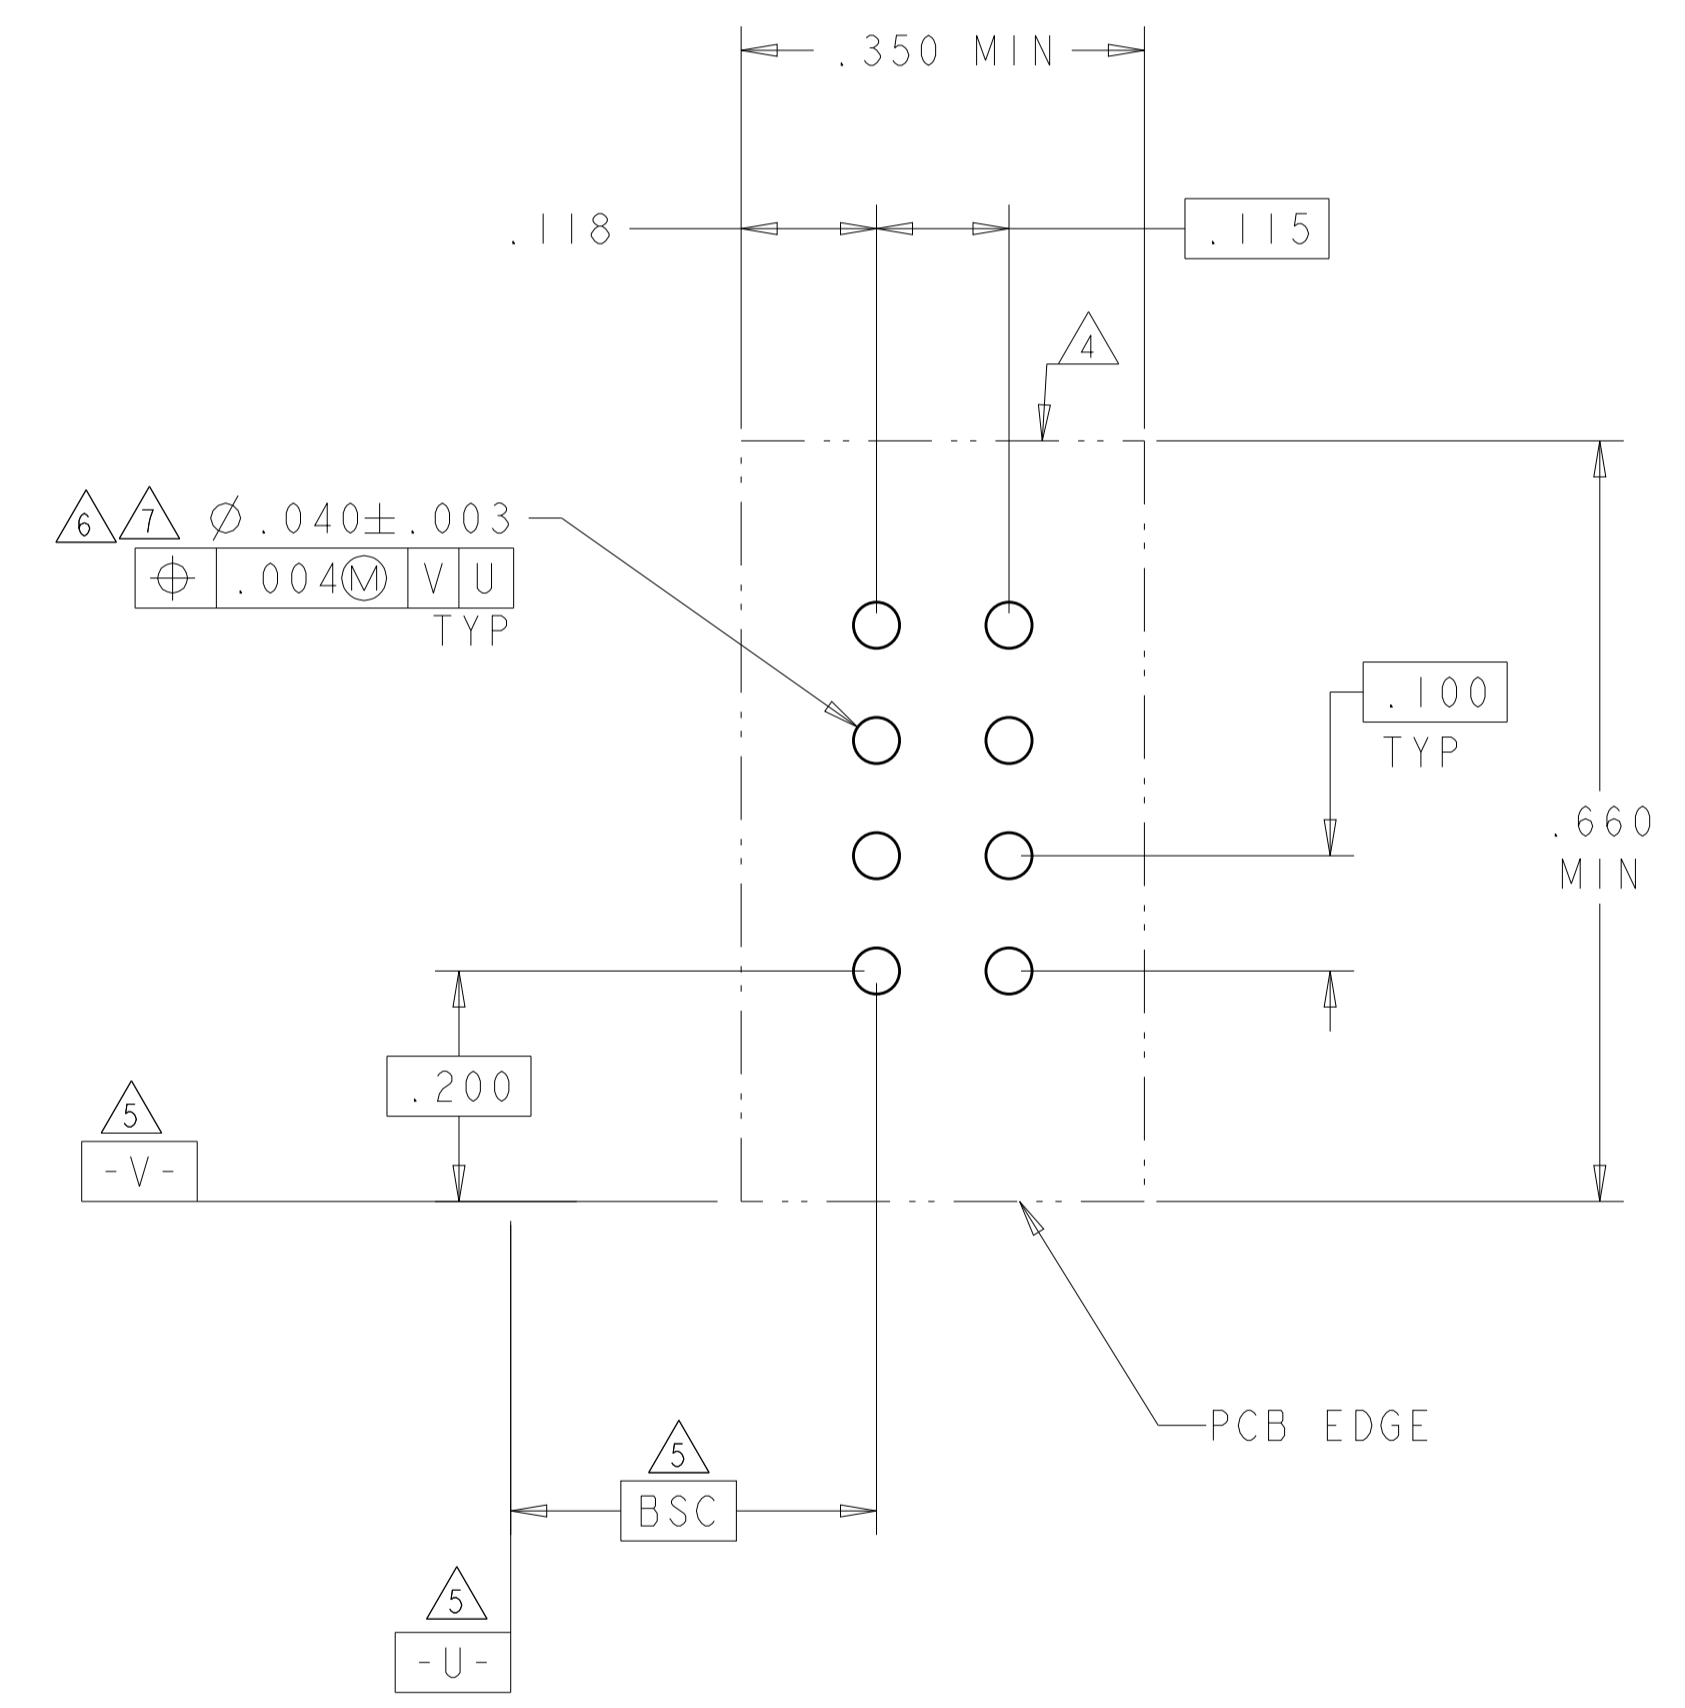 .350 MIN
.118
.115
4
6 7 Ø.040±.003
⌖ .004Ⓜ V U
TYP
.100
TYP
.660
MIN
.200
5
-V-
PCB EDGE
5
BSC
5
-U-